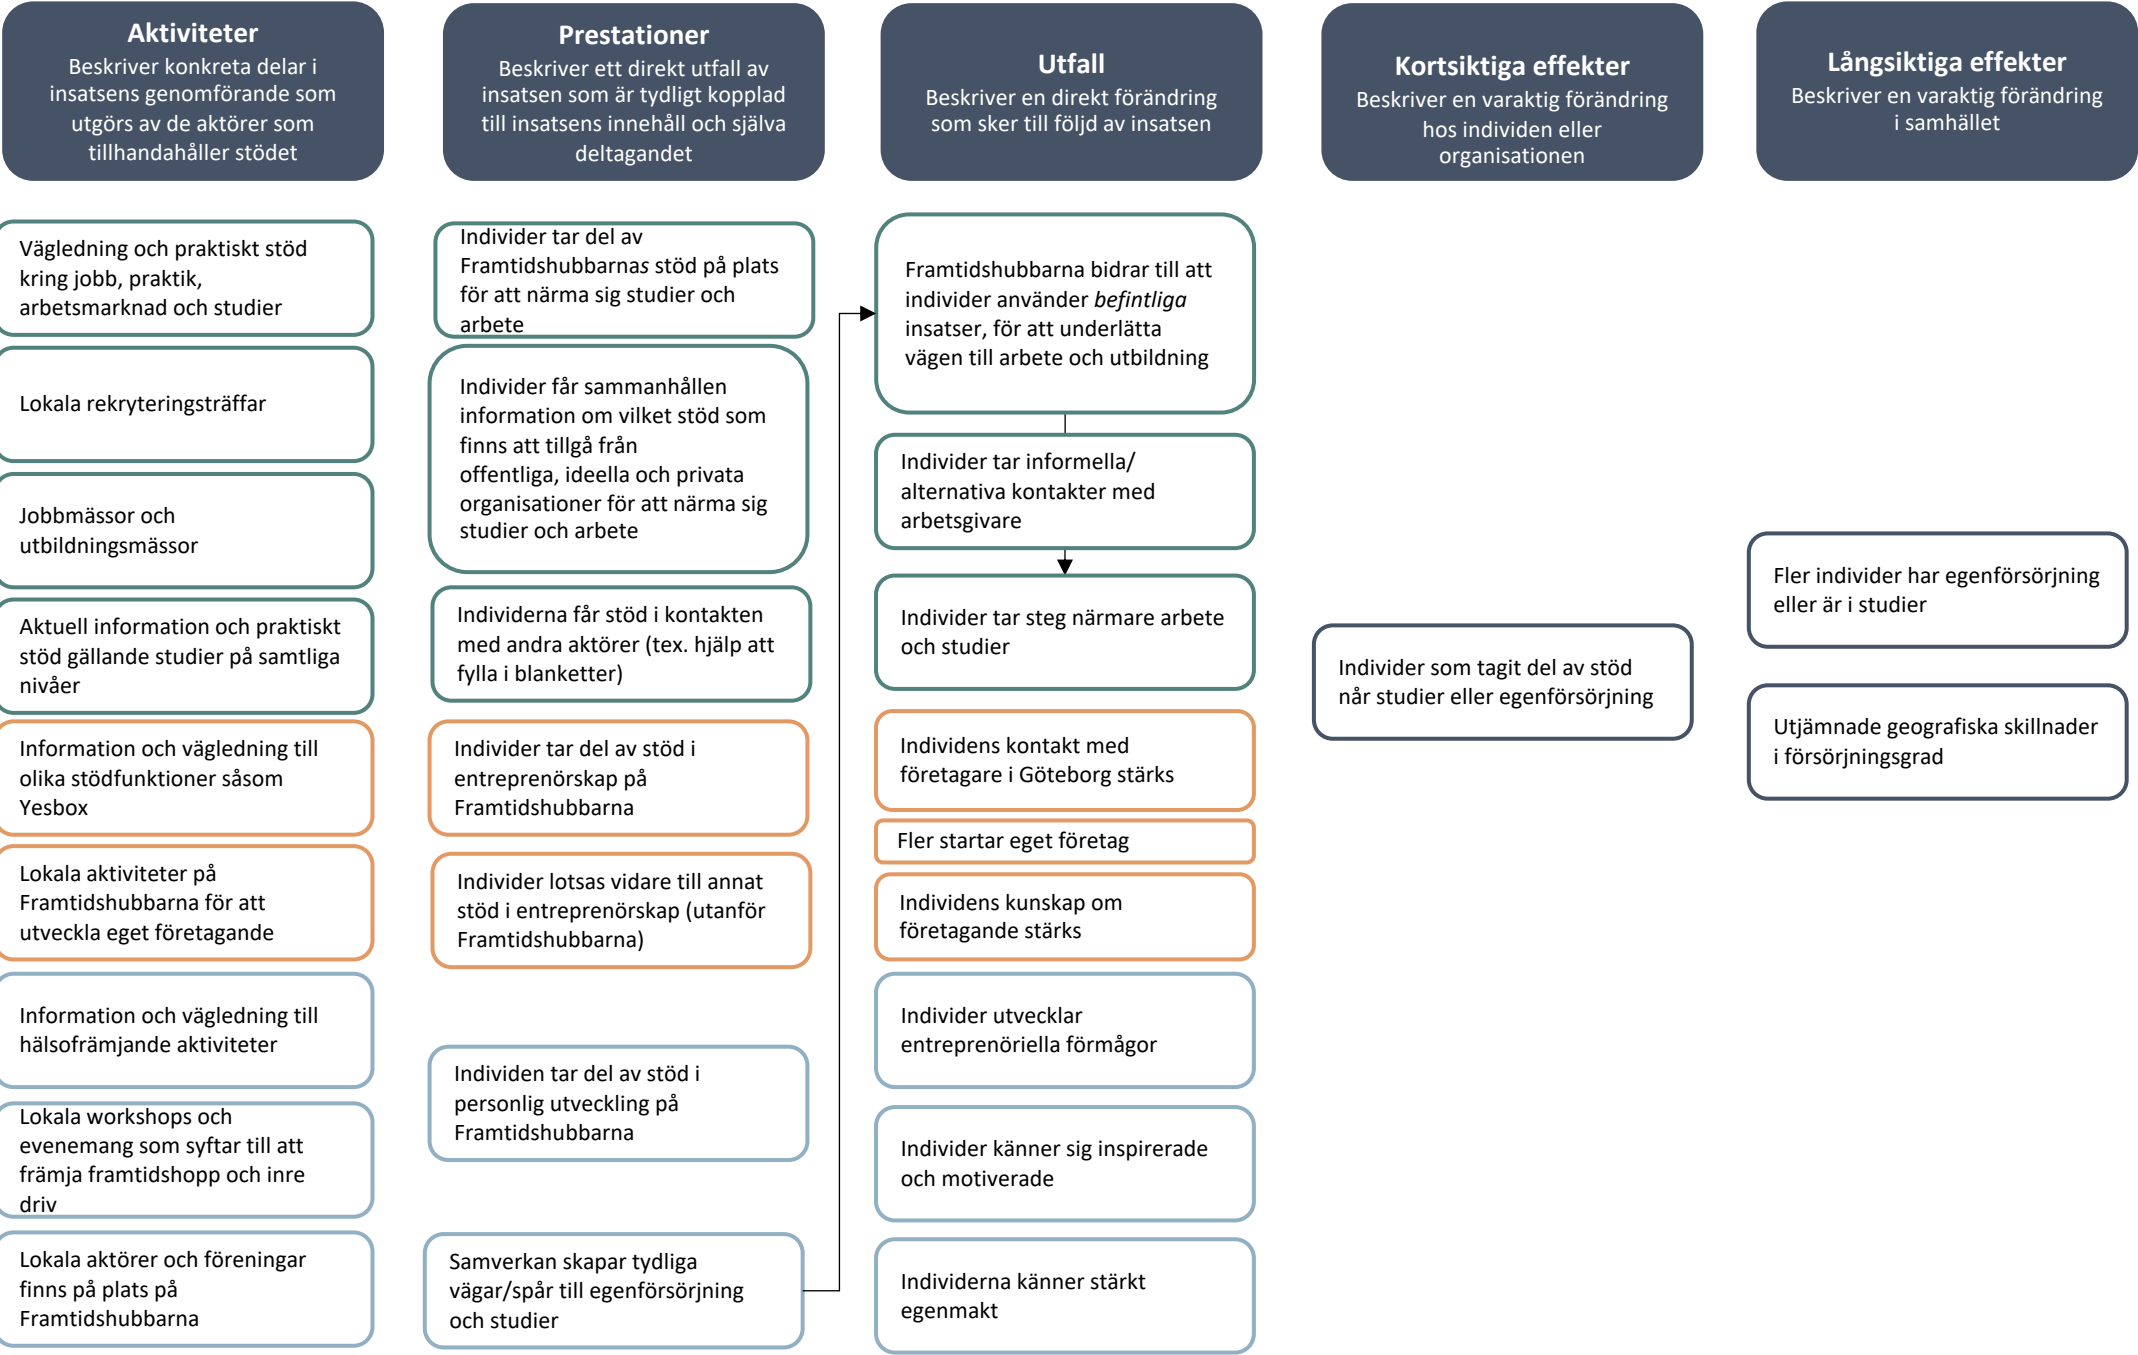 Aktiviteter
Beskriver konkreta delar i
insatsens genomförande som
utgörs av de aktörer som
tillhandahåller stödet
Prestationer
Beskriver ett direkt utfall av
insatsen som är tydligt kopplad
till insatsens innehåll och själva
deltagandet
Utfall
Beskriver en direkt förändring
som sker till följd av insatsen
Kortsiktiga effekter
Beskriver en varaktig förändring
hos individen eller
organisationen
Långsiktiga effekter
Beskriver en varaktig förändring
i samhället
Vägledning och praktiskt stöd
kring jobb, praktik,
arbetsmarknad och studier
Lokala rekryteringsträffar
Jobbmässor och
utbildningsmässor
Aktuell information och praktiskt
stöd gällande studier på samtliga
nivåer
Information och vägledning till
olika stödfunktioner såsom
Yesbox
Lokala aktiviteter på
Framtidshubbarna för att
utveckla eget företagande
Information och vägledning till
hälsofrämjande aktiviteter
Lokala workshops och
evenemang som syftar till att
främja framtidshopp och inre
driv
Lokala aktörer och föreningar
finns på plats på
Framtidshubbarna
Individer tar del av
Framtidshubbarnas stöd på plats
för att närma sig studier och
arbete
Individer får sammanhållen
information om vilket stöd som
finns att tillgå från
offentliga, ideella och privata
organisationer för att närma sig
studier och arbete
Individerna får stöd i kontakten
med andra aktörer (tex. hjälp att
fylla i blanketter)
Individer tar del av stöd i
entreprenörskap på
Framtidshubbarna
Individer lotsas vidare till annat
stöd i entreprenörskap (utanför
Framtidshubbarna)
Individen tar del av stöd i
personlig utveckling på
Framtidshubbarna
Samverkan skapar tydliga
vägar/spår till egenförsörjning
och studier
Framtidshubbarna bidrar till att
individer använder befintliga
insatser, för att underlätta
vägen till arbete och utbildning
Individer tar informella/
alternativa kontakter med
arbetsgivare
Individer tar steg närmare arbete
och studier
Individens kontakt med
företagare i Göteborg stärks
Fler startar eget företag
Individens kunskap om
företagande stärks
Individer utvecklar
entreprenöriella förmågor
Individer känner sig inspirerade
och motiverade
Individerna känner stärkt
egenmakt
Individer som tagit del av stöd
når studier eller egenförsörjning
Fler individer har egenförsörjning
eller är i studier
Utjämnade geografiska skillnader
i försörjningsgrad